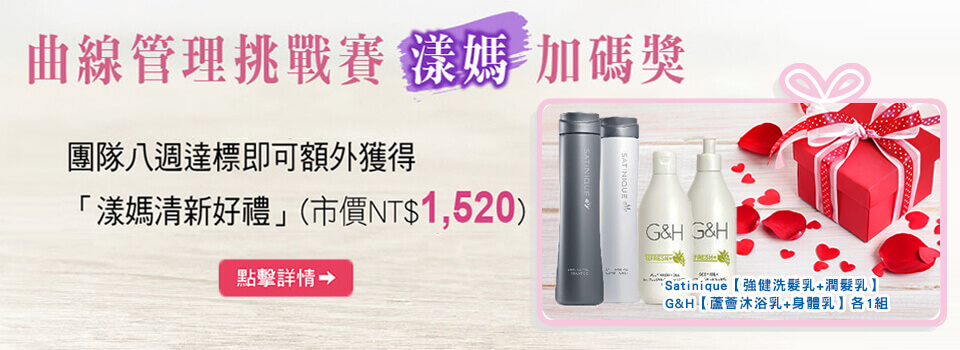 曲線管理挑戰賽 漾媽 加碼獎
團隊八週達標即可額外獲得
「漾媽清新好禮」(市價NT$1,520)
點擊詳情
SATINIQUE
SATINIQUE
G&H
REFRESH+
G&H
REFRESH+
Satinique【強健洗髮乳+潤髮乳】
G&H【蘆薈沐浴乳+身體乳】各1組